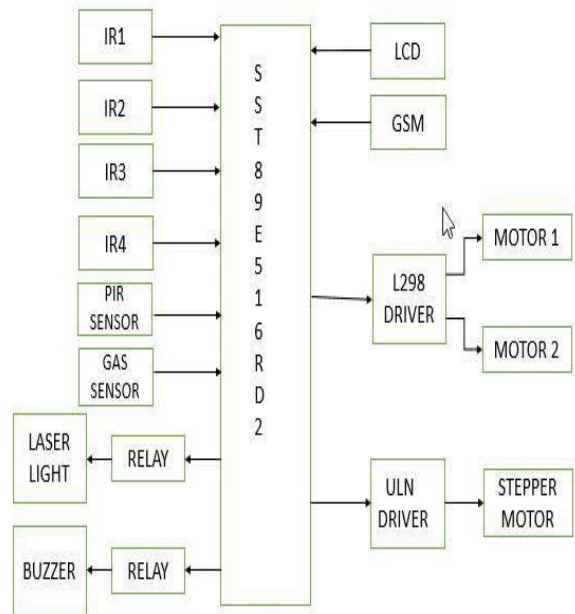 IR1
IR2
IR3
IR4
PIR
SENSOR
GAS
SENSOR
LASER
LIGHT
RELAY
BUZZER
RELAY
S
S
T
8
9
E
5
1
6
R
D
2
LCD
GSM
L298
DRIVER
MOTOR 1
MOTOR 2
ULN
DRIVER
STEPPER
MOTOR